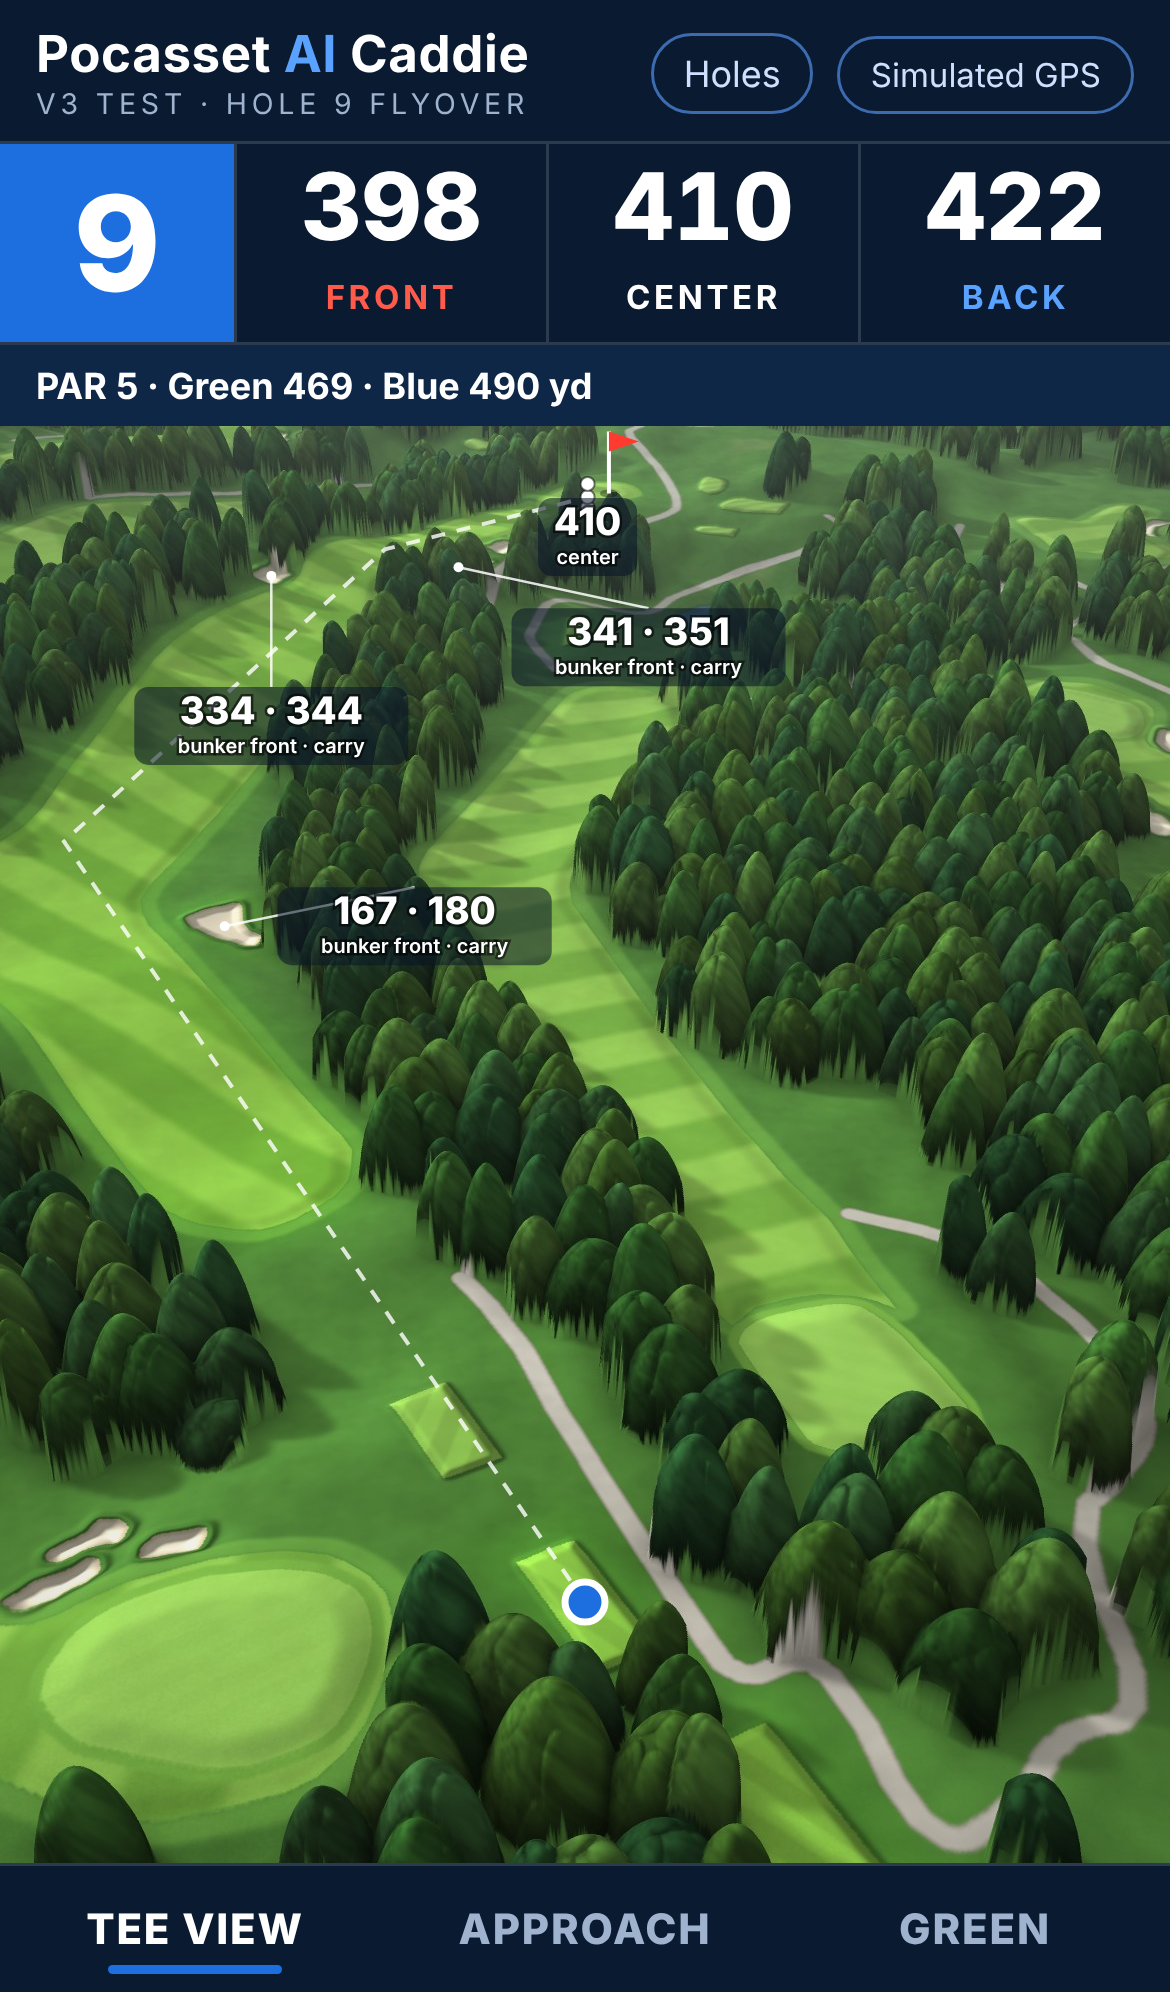 Pocasset AI Caddie
V3 TEST · HOLE 9 FLYOVER
Holes
Simulated GPS
9
398
FRONT
410
CENTER
422
BACK
PAR 5 · Green 469 · Blue 490 yd
410
center
341 · 351
bunker front · carry
334 · 344
bunker front · carry
167 · 180
bunker front · carry
TEE VIEW
APPROACH
GREEN